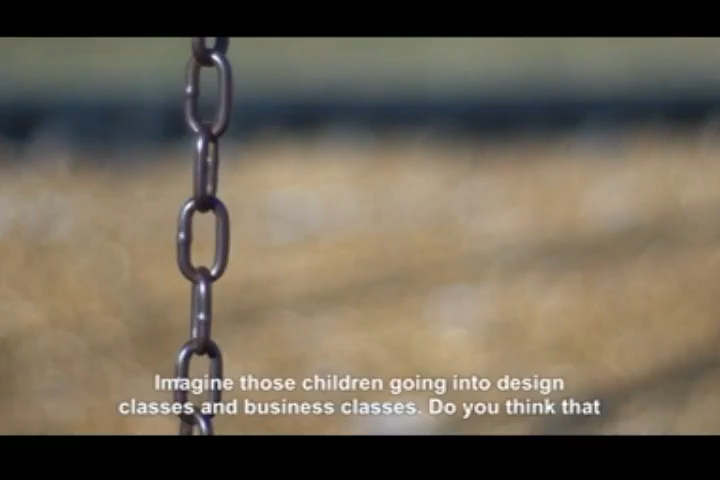 Imagine those children going into design
classes and business classes. Do you think that